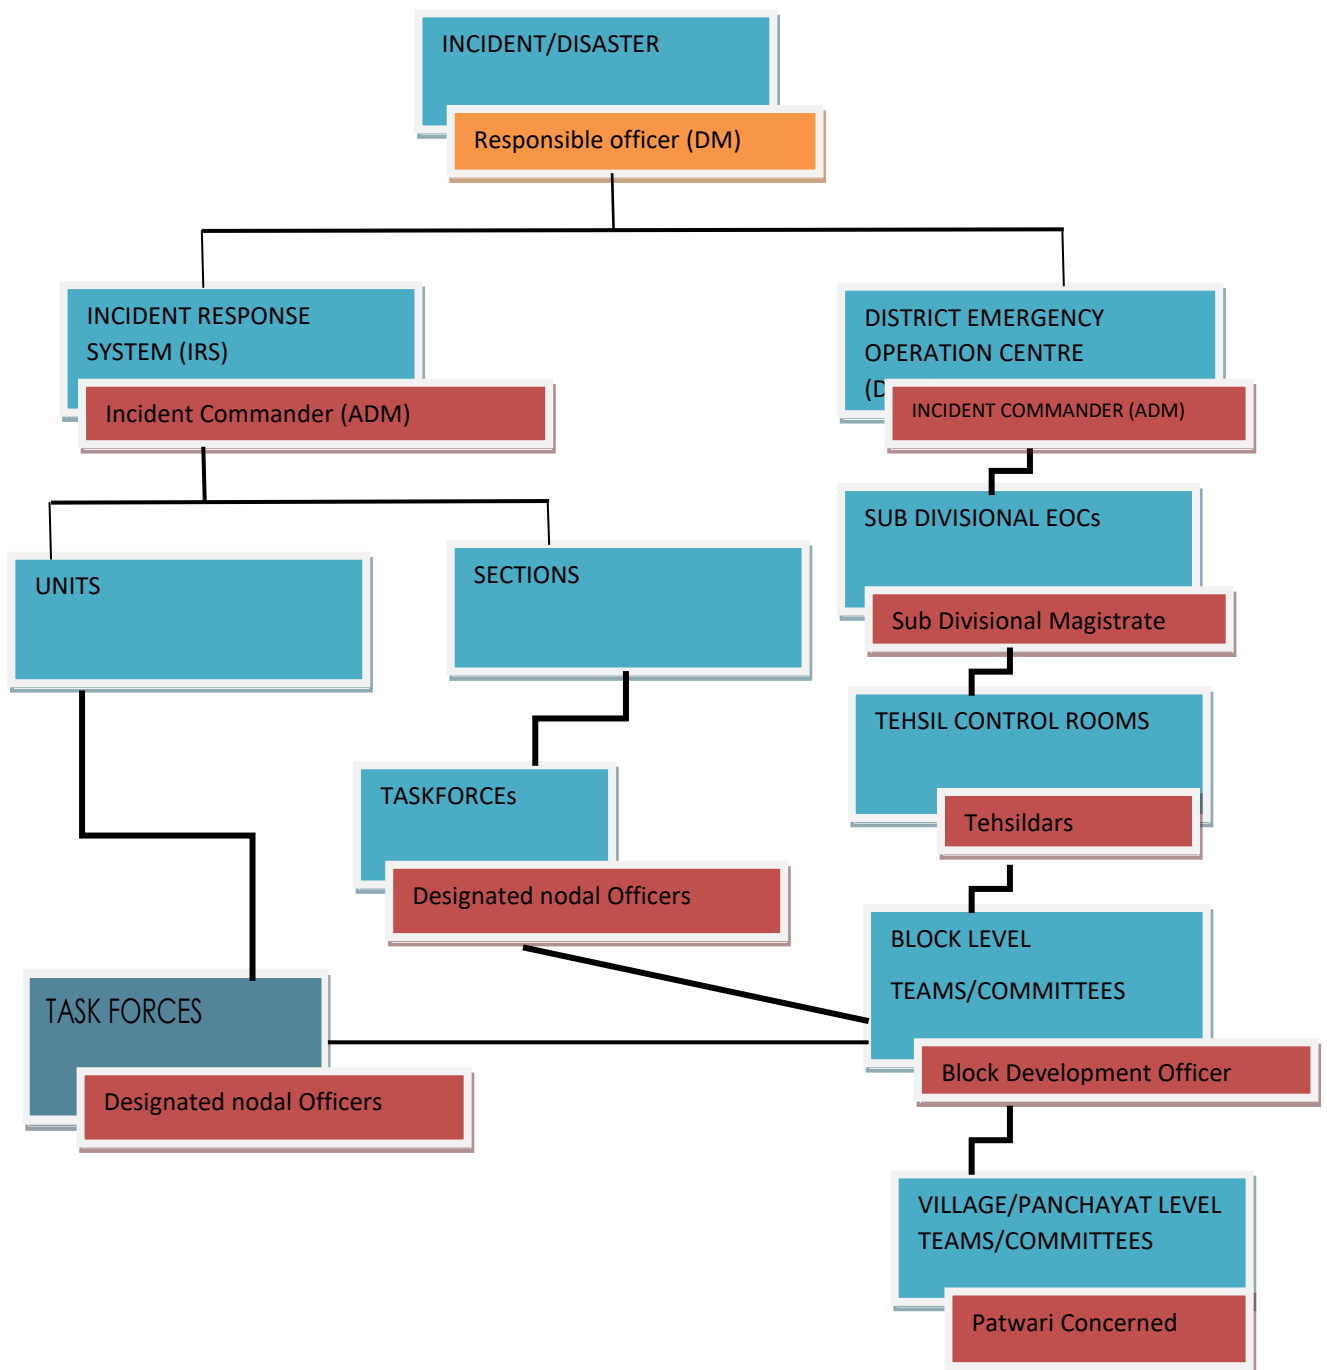 INCIDENT/DISASTER
Responsible officer (DM)
INCIDENT RESPONSE
SYSTEM (IRS)
Incident Commander (ADM)
DISTRICT EMERGENCY
OPERATION CENTRE
INCIDENT COMMANDER (ADM)
SUB DIVISIONAL EOCs
Sub Divisional Magistrate
UNITS
SECTIONS
TEHSIL CONTROL ROOMS
Tehsildars
TASKFORCEs
Designated nodal Officers
BLOCK LEVEL
TEAMS/COMMITTEES
Block Development Officer
TASK FORCES
Designated nodal Officers
VILLAGE/PANCHAYAT LEVEL
TEAMS/COMMITTEES
Patwari Concerned